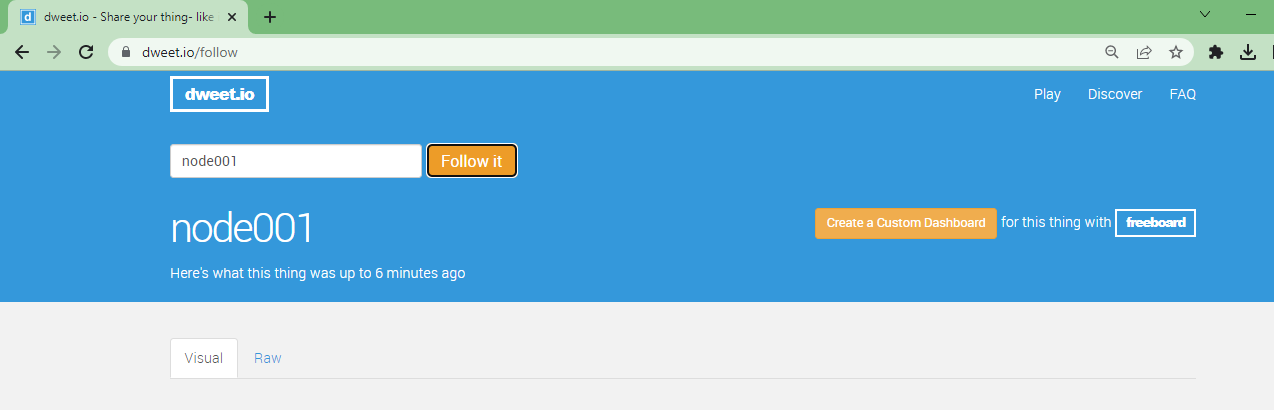 dweet.io - Share your thing- like
dweet.io/follow
dweet.io
Play Discover FAQ
node001 Follow it
node001
Create a Custom Dashboard for this thing with freeboard
Here's what this thing was up to 6 minutes ago
Visual Raw